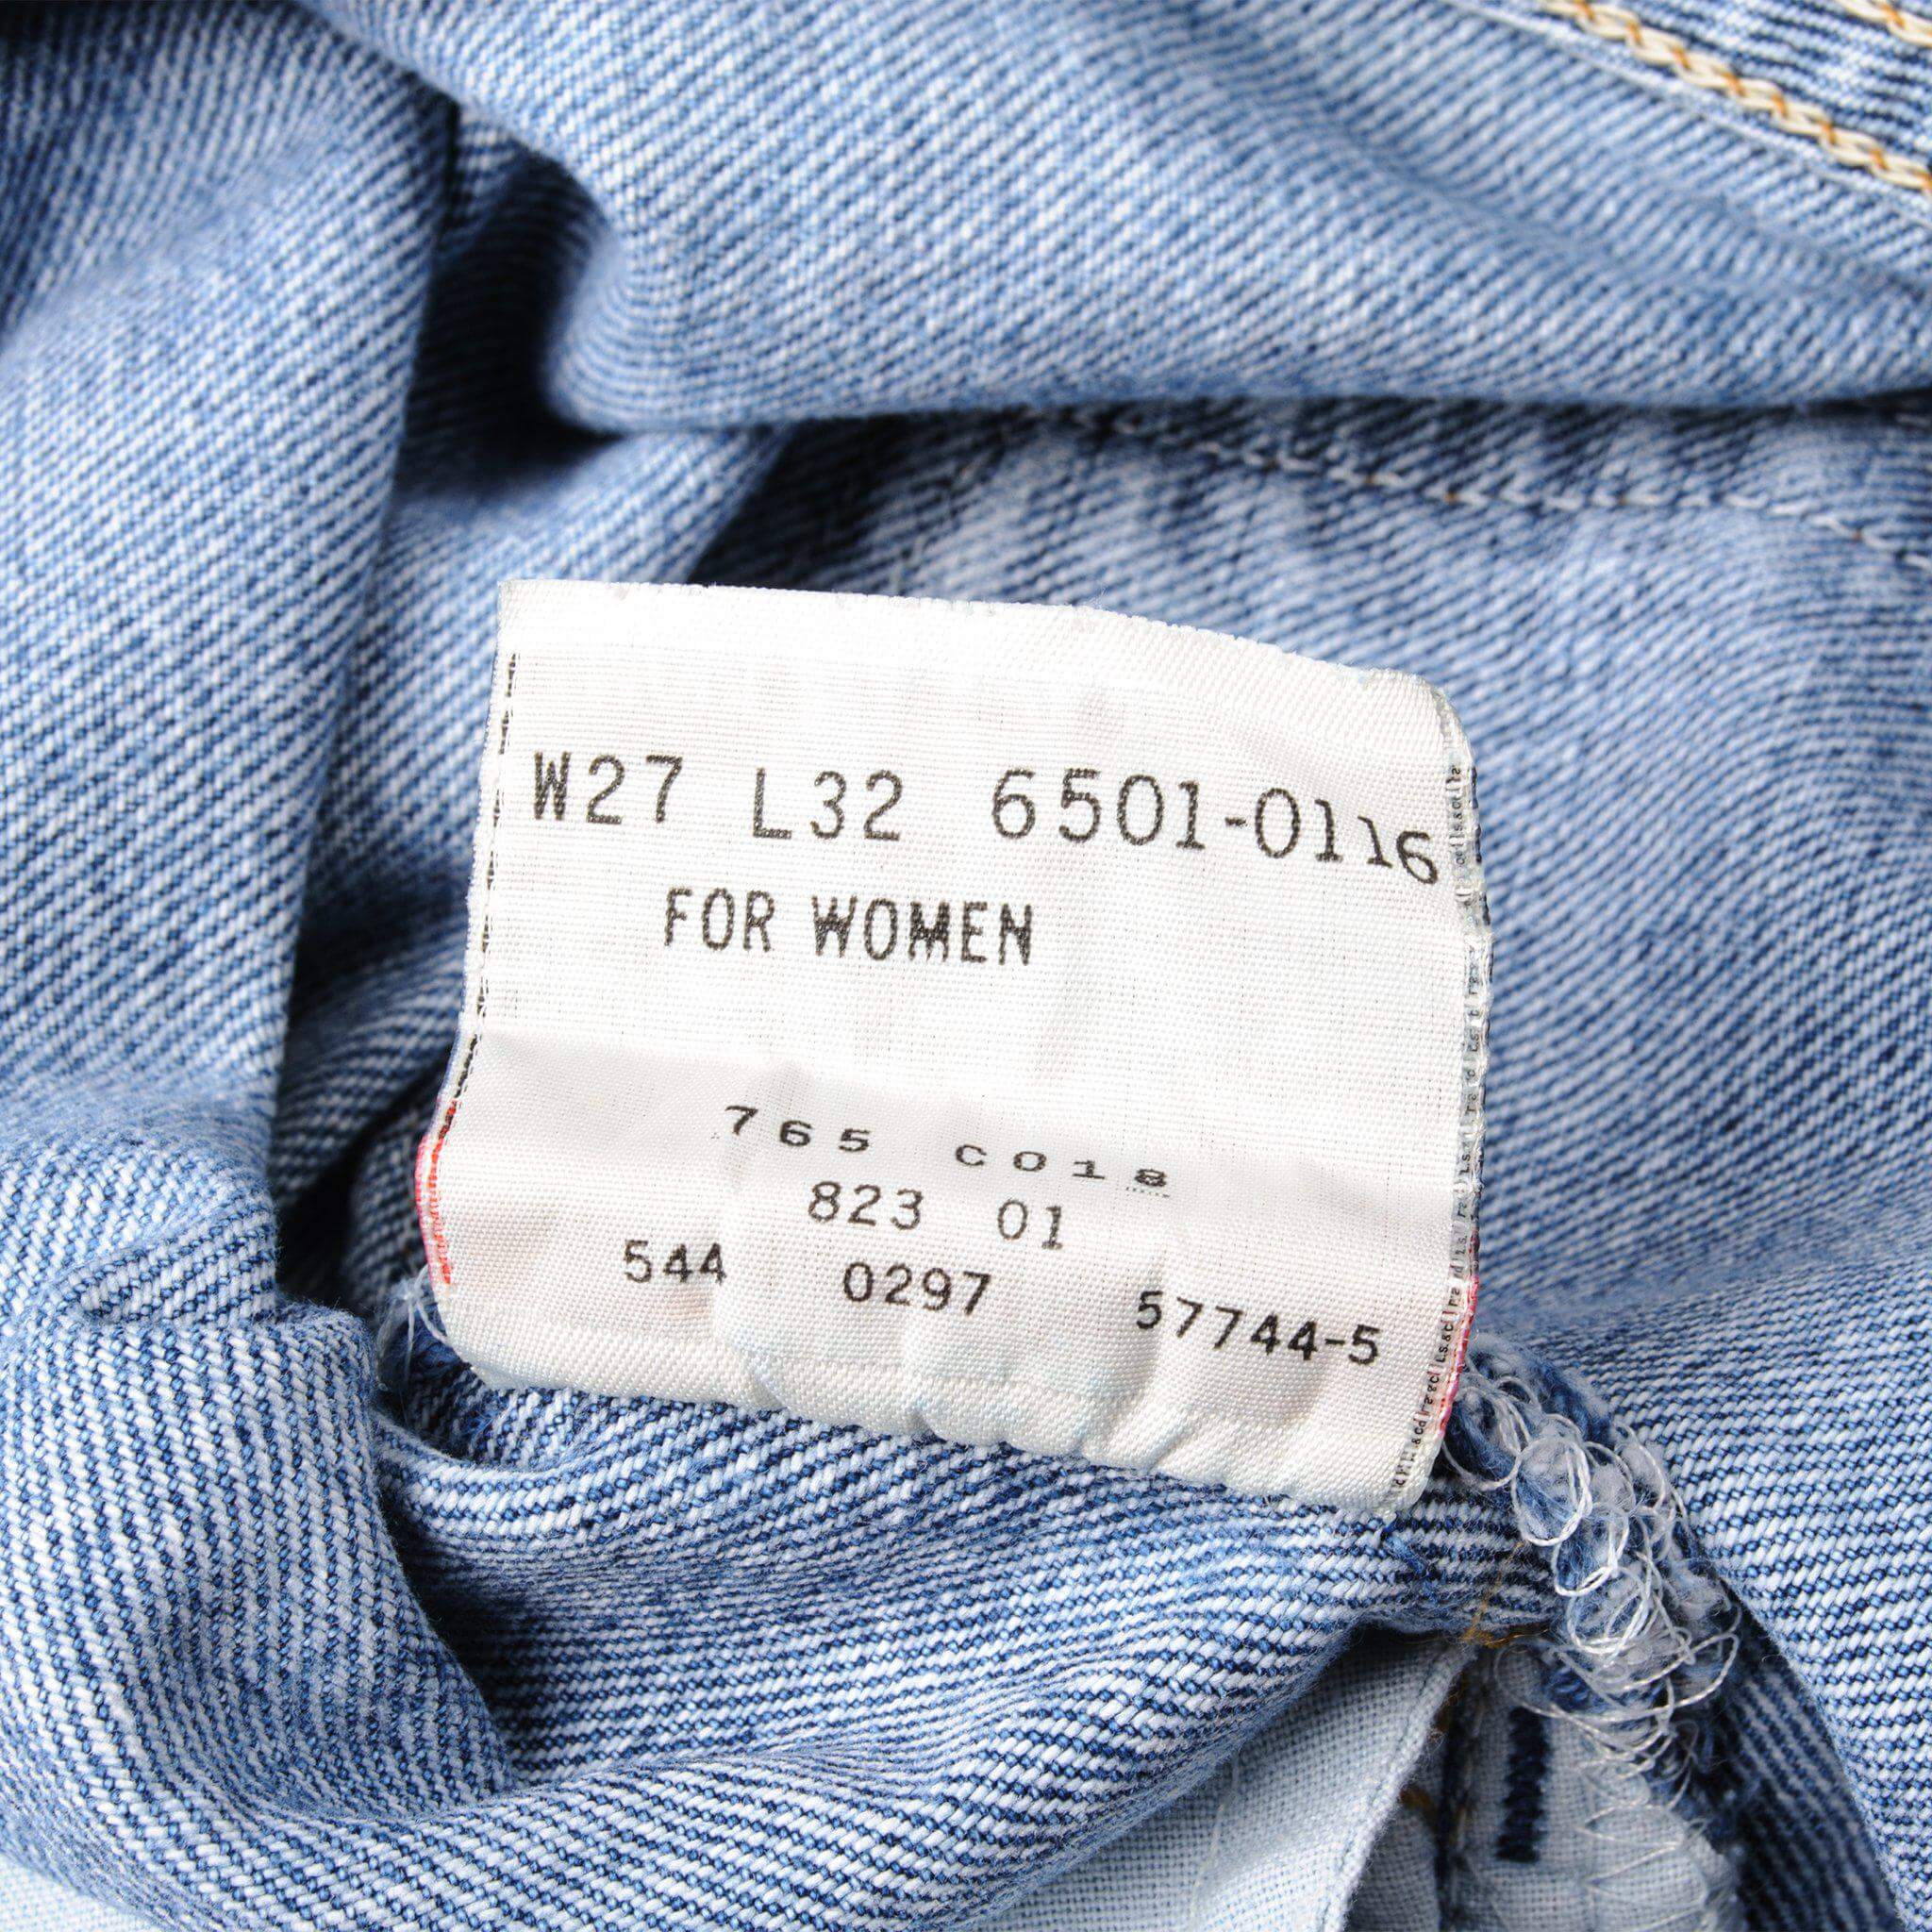 W27 L32 6501-0116
FOR WOMEN
765 C018
823 01
544 0297 57744-5